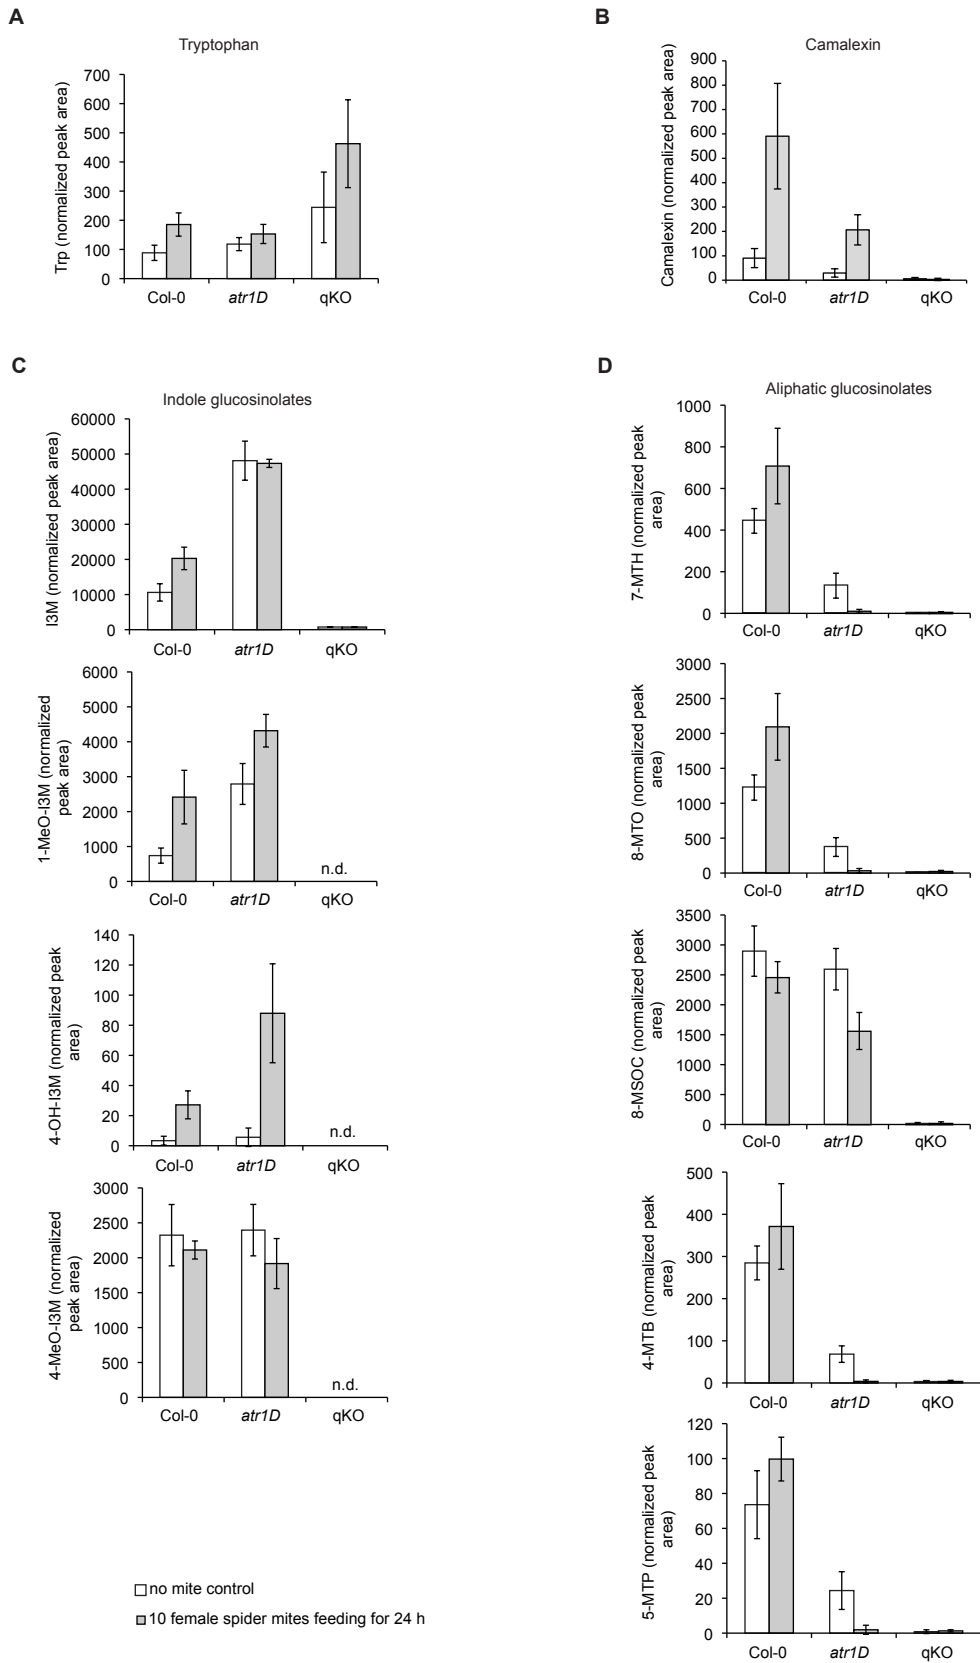 A
Tryptophan
Trp (normalized peak area)
700
600
500
400
300
200
100
0
Col-0 atr1D qKO
B
Camalexin
Camalexin (normalized peak area)
900
800
700
600
500
400
300
200
100
0
Col-0 atr1D qKO
C
Indole glucosinolates
I3M (normalized peak area)
60000
50000
40000
30000
20000
10000
0
Col-0 atr1D qKO
1-MeO-I3M (normalized
peak area)
6000
5000
4000
3000
2000
1000
0
n.d.
Col-0 atr1D qKO
4-OH-I3M (normalized peak
area)
140
120
100
80
60
40
20
0
n.d.
Col-0 atr1D qKO
4-MeO-I3M (normalized
peak area)
3000
2500
2000
1500
1000
500
0
n.d.
Col-0 atr1D qKO
no mite control
10 female spider mites feeding for 24 h
D
Aliphatic glucosinolates
7-MTH (normalized peak
area)
1000
800
600
400
200
0
Col-0 atr1D qKO
8-MTO (normalized peak
area)
3000
2500
2000
1500
1000
500
0
Col-0 atr1D qKO
8-MSOC (normalized peak
area)
3500
3000
2500
2000
1500
1000
500
0
Col-0 atr1D qKO
4-MTB (normalized peak
area)
500
400
300
200
100
0
Col-0 atr1D qKO
5-MTP (normalized peak
area)
120
100
80
60
40
20
0
Col-0 atr1D qKO